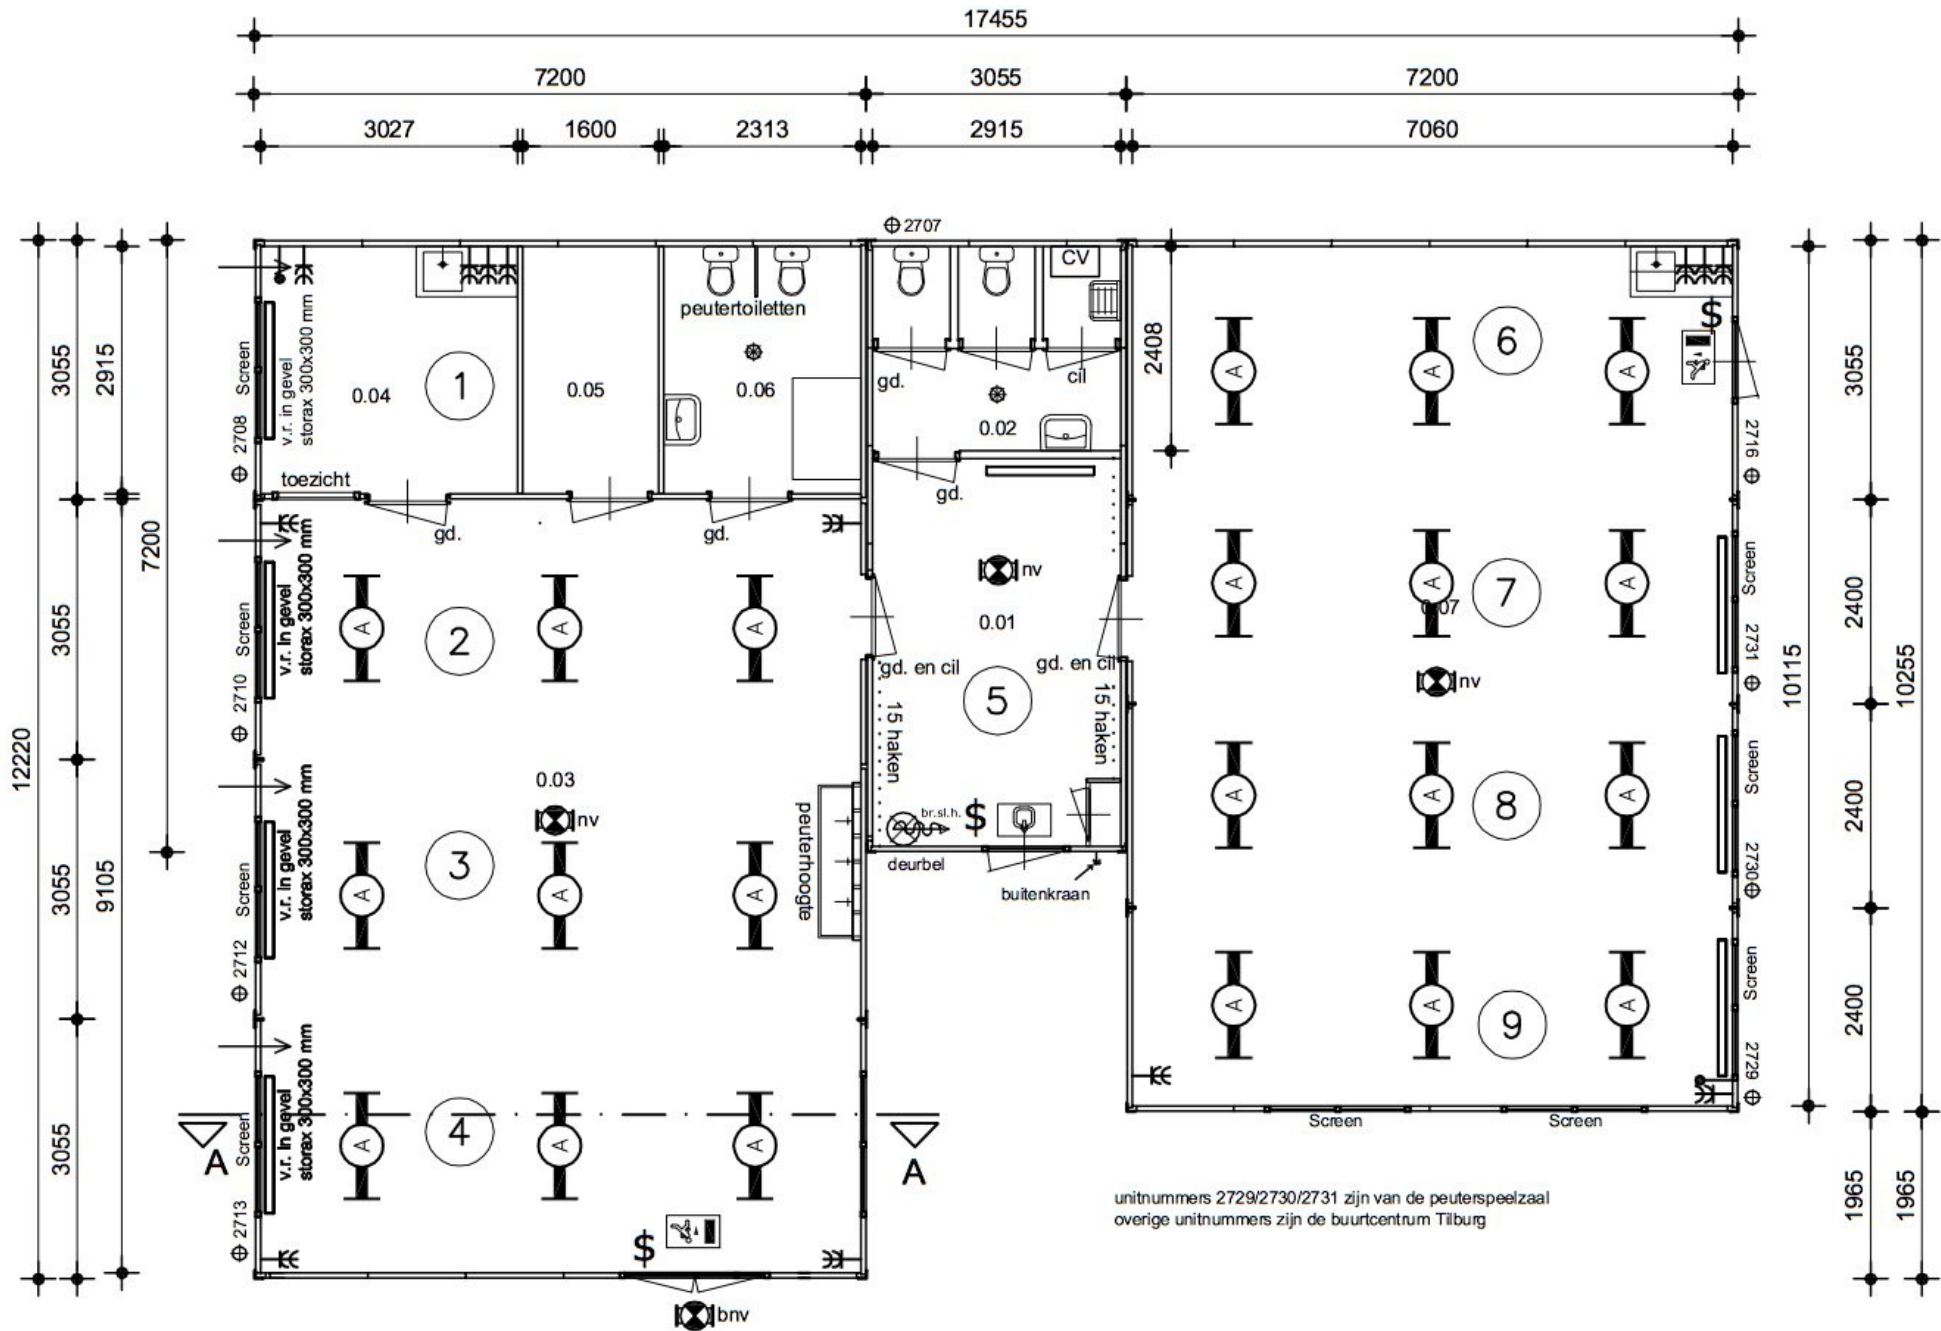 17455
7200
3055
7200
3027
1600
2313
2915
7060
2707
CV
peutertoiletten
3055
2915
2408
3055
Screen
v.r. in gevel
storax 300x300 mm
0.04
1
0.05
0.06
gd.
cil
0.02
6
$
A
A
A
2708
toezicht
gd.
gd.
gd.
2716
7200
v.r. in gevel
storax 300x300 mm
Screen
3055
2710
2
A
A
A
nv
0.01
gd. en cil
gd. en cil
5
15 haken
15 haken
A
A
A
0.07
7
nv
Screen
2731
2400
10115
10255
12220
0.03
nv
peuterhoogte
br.sl.h.
$
deurbel
buitenkraan
3055
9105
Screen
v.r. in gevel
storax 300x300 mm
2712
3
A
A
A
A
A
A
8
Screen
2730
2400
A
A
A
9
Screen
2729
2400
Screen
Screen
3055
v.r. in gevel
storax 300x300 mm
Screen
2713
A
A
A
A
4
A
$
bnv
unitnummers 2729/2730/2731 zijn van de peuterspeelzaal
overige unitnummers zijn de buurtcentrum Tilburg
1965
1965